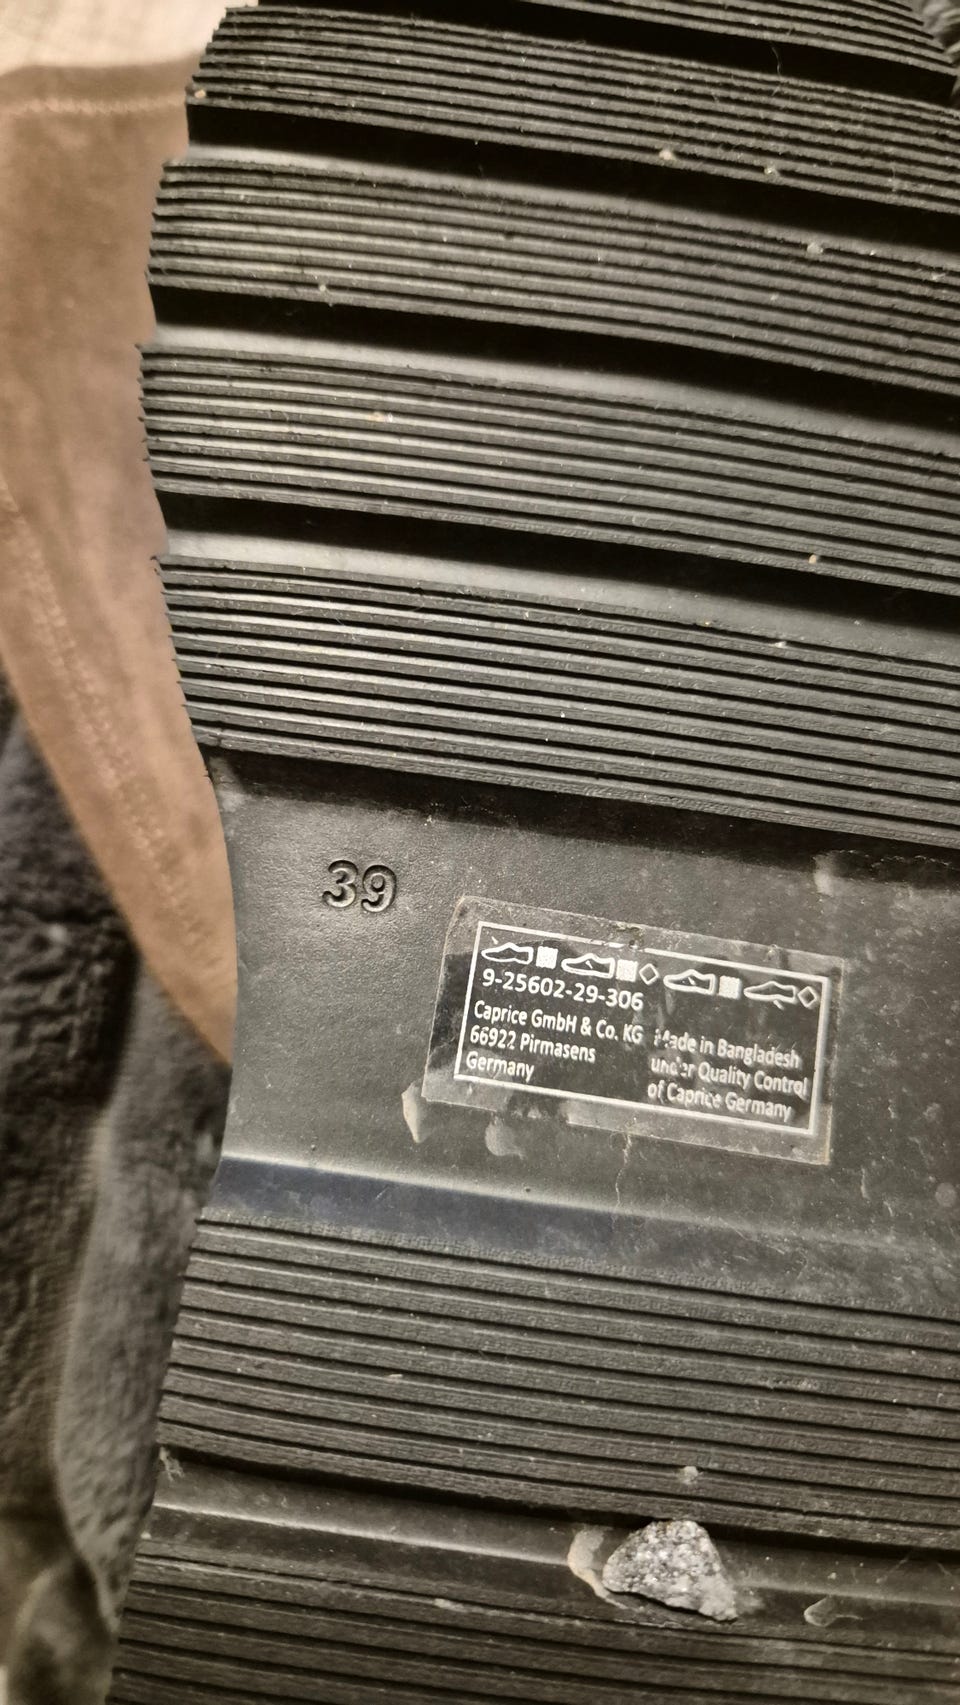 39
9-25602-29-306
Caprice GmbH & Co. KG
66922 Pirmasens
Germany
Made in Bangladesh
under Quality Control
of Caprice Germany